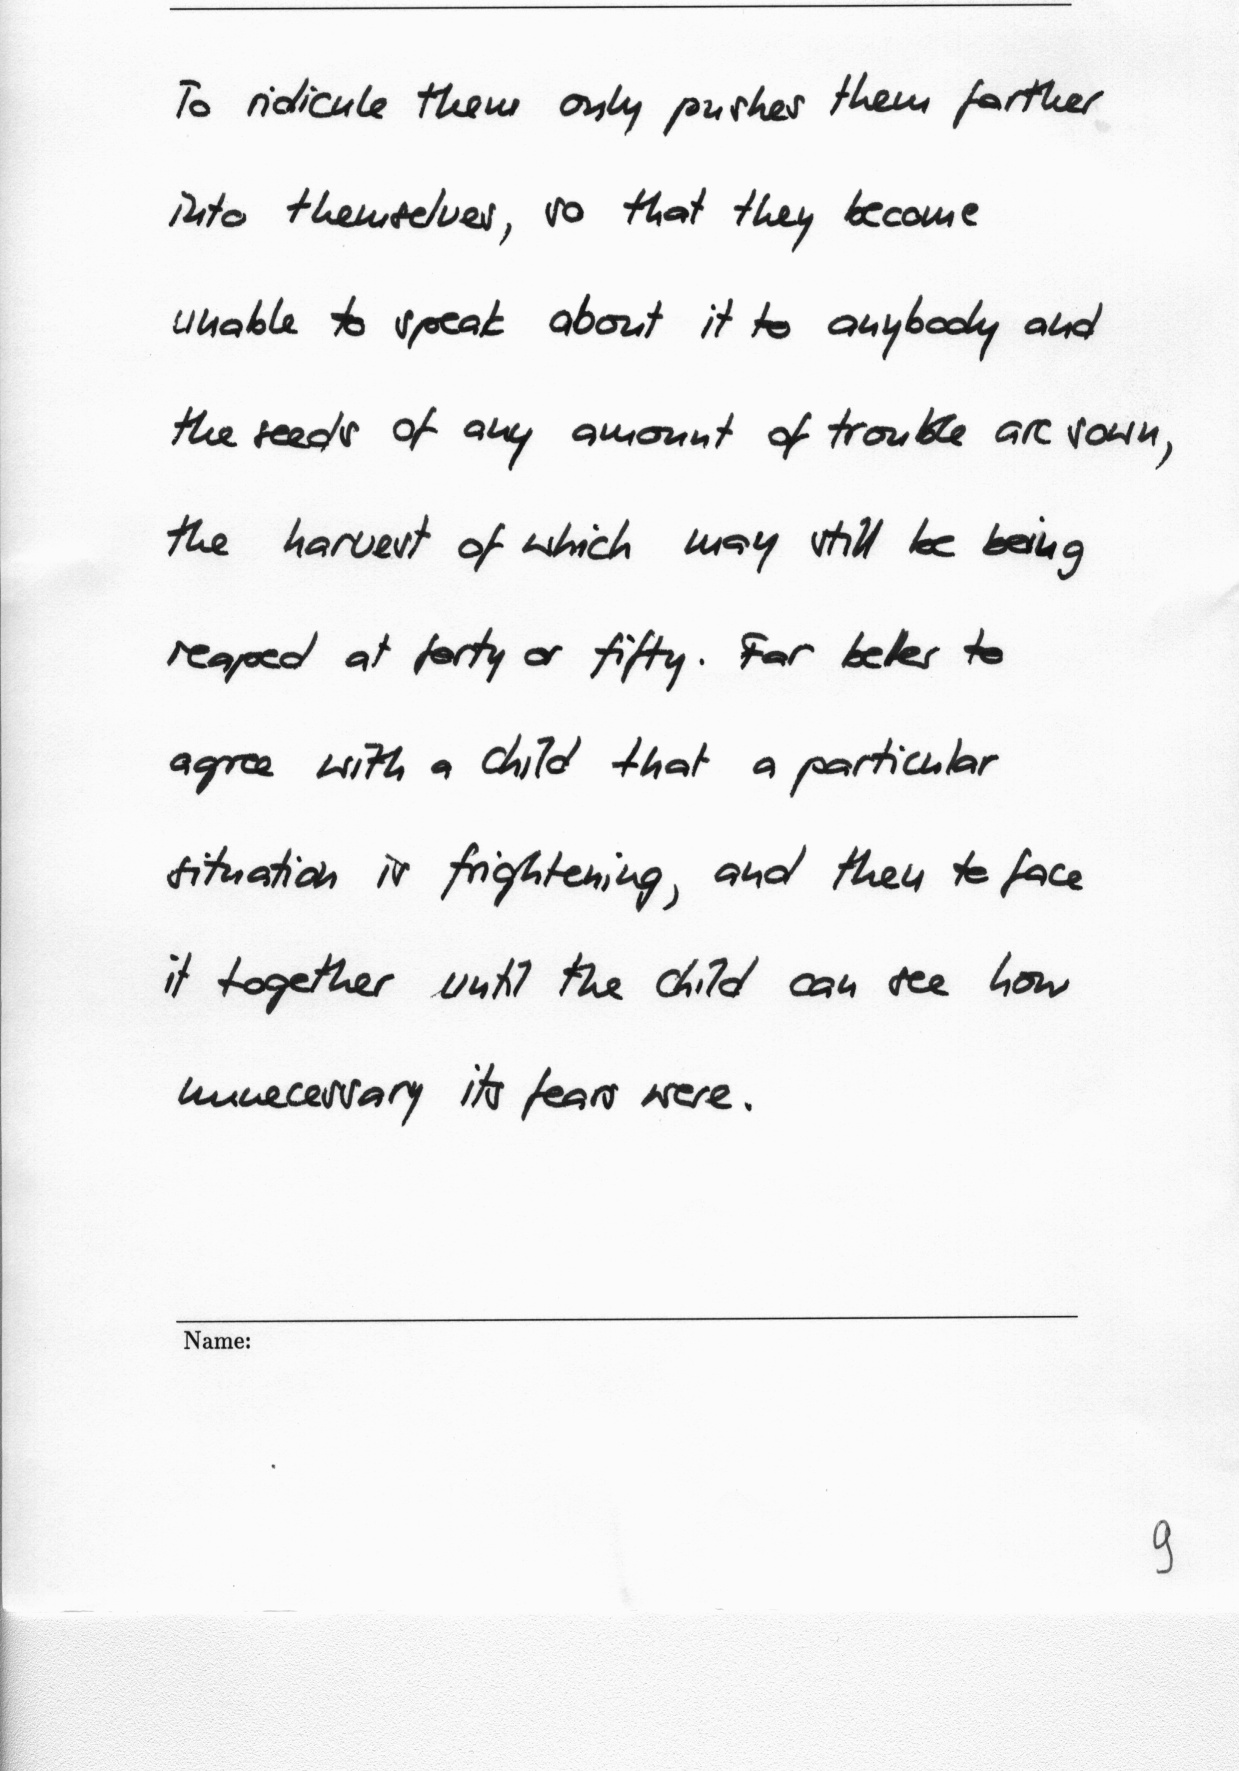 To ridicule them only pushes them farther
into themselves, so that they become
unable to speak about it to anybody and
the seeds of any amount of trouble are sown,
the harvest of which may still be being
reaped at forty or fifty. Far better to
agree with a child that a particular
situation is frightening, and then to face
it together until the child can see how
unnecessary its fears were.
Name:
9